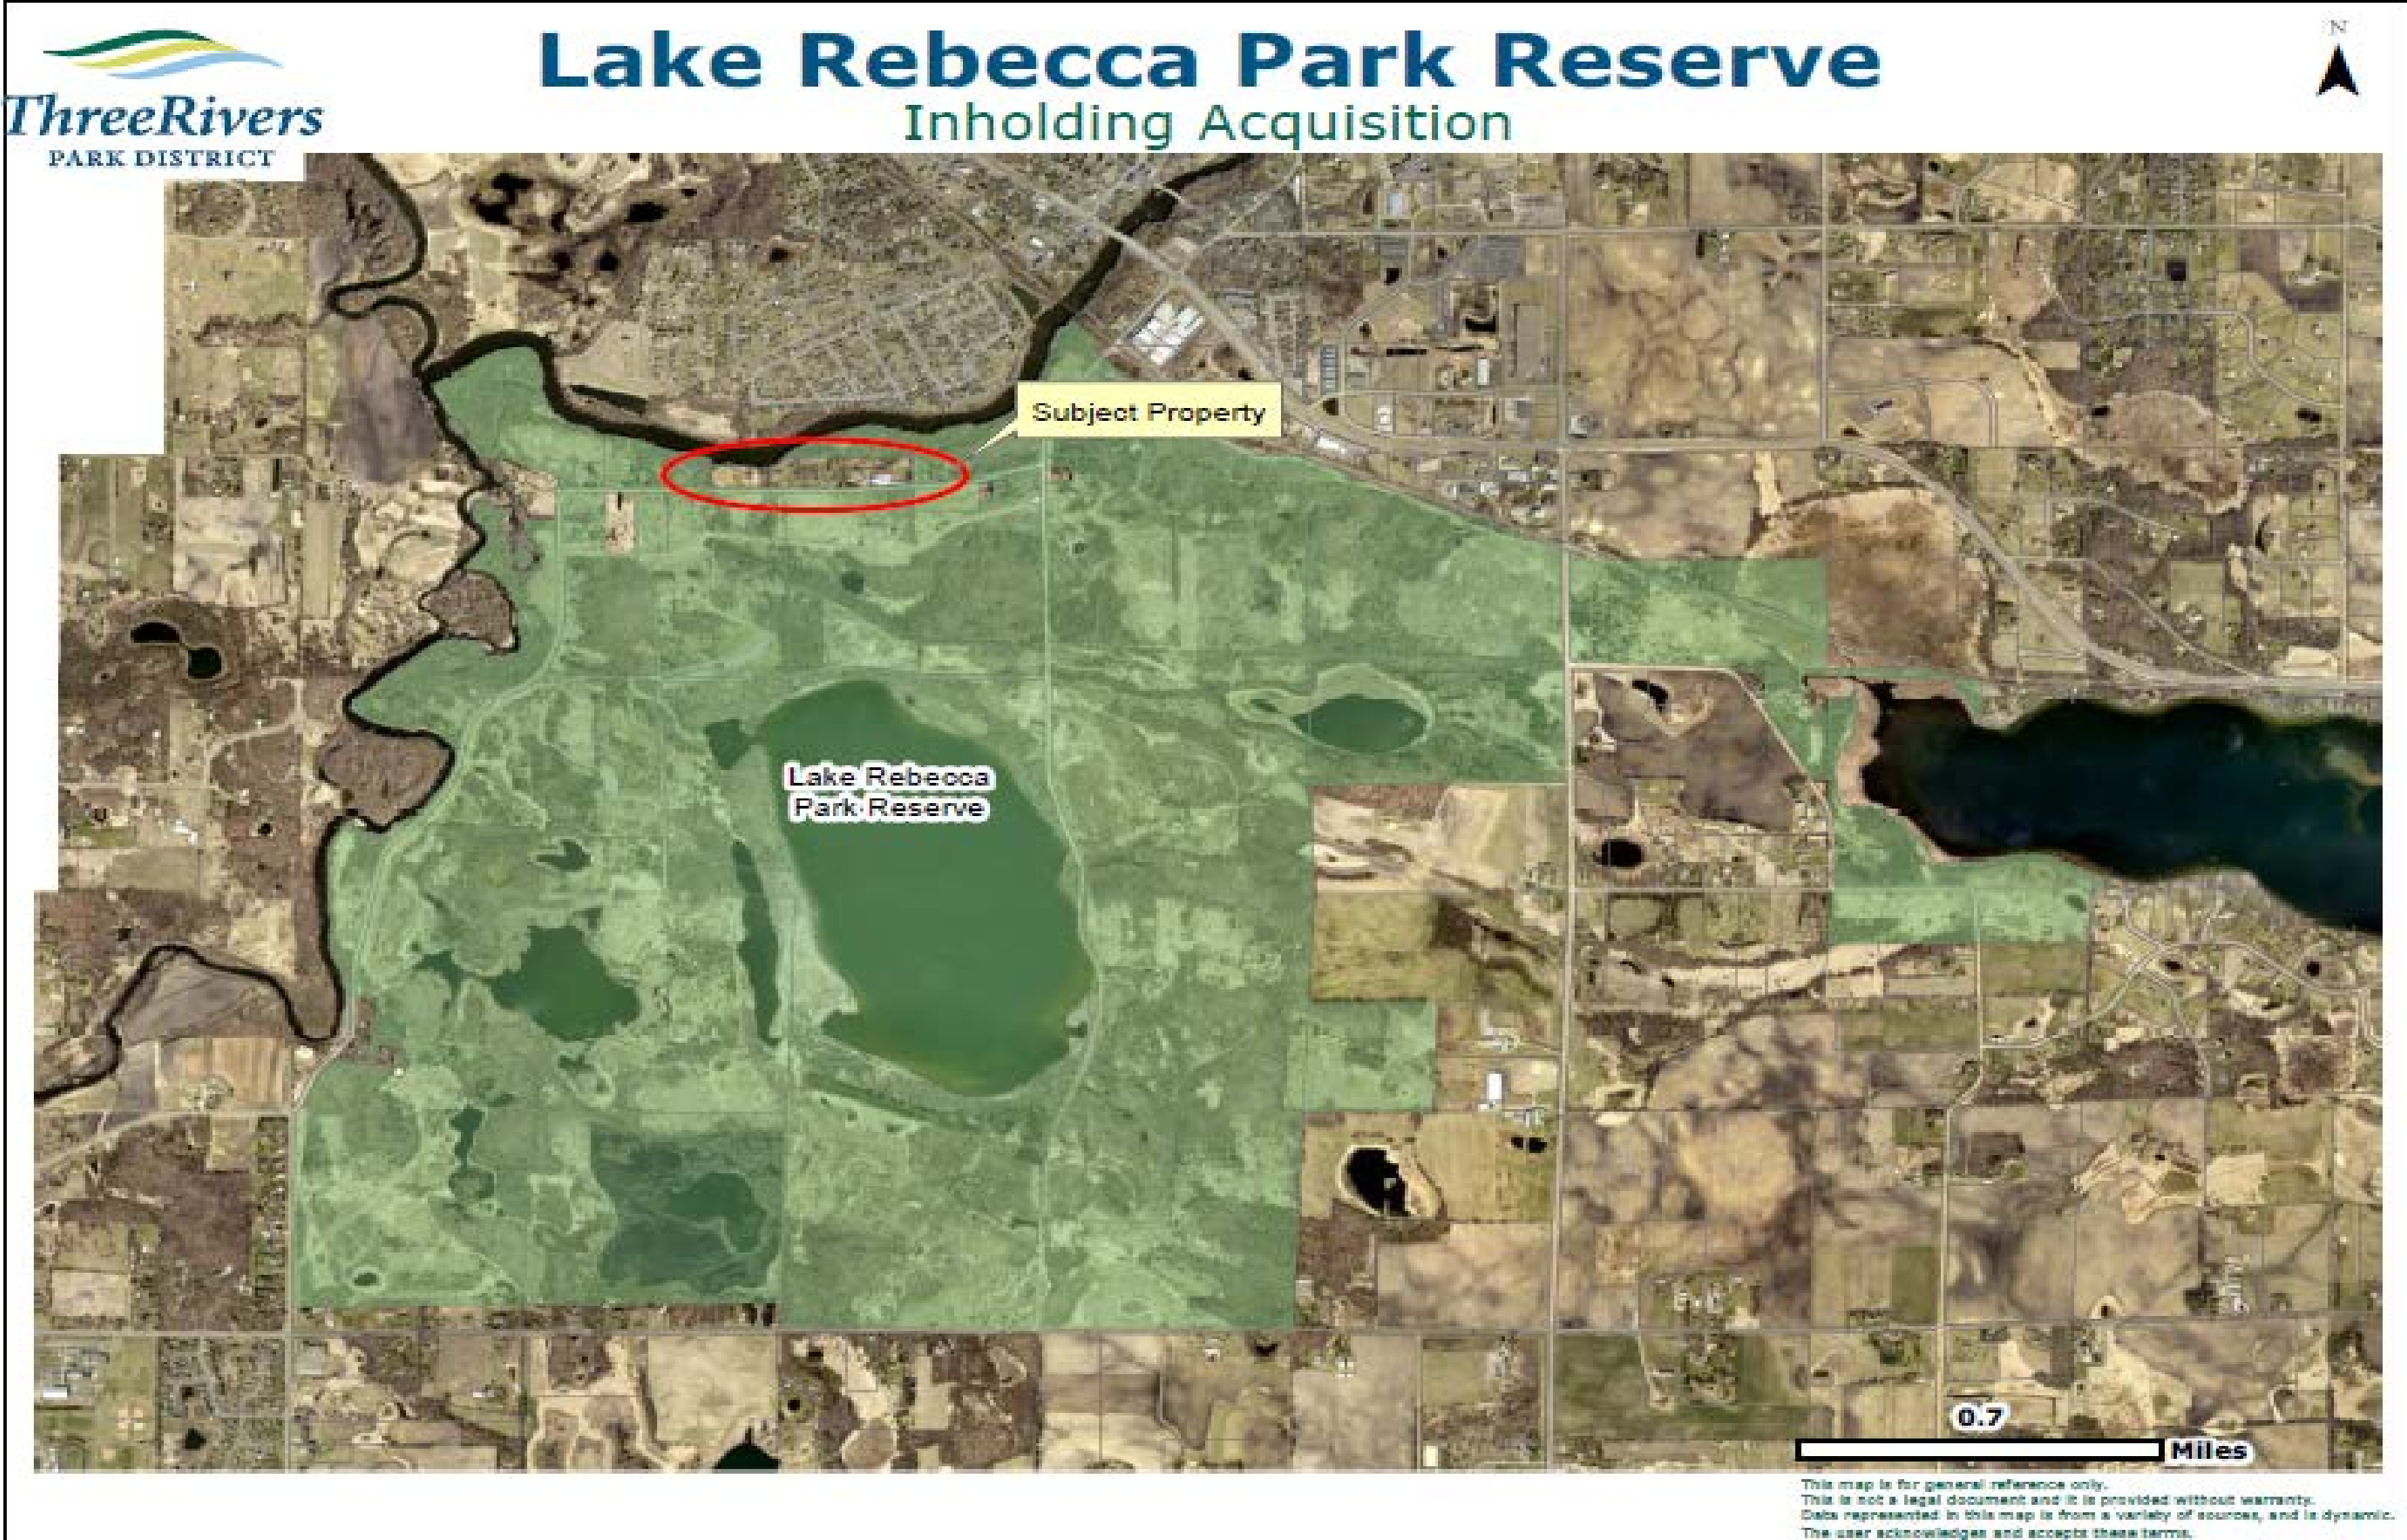 ThreeRivers
PARK DISTRICT
Lake Rebecca Park Reserve
Inholding Acquisition
N
Subject Property
Lake Rebecca
Park Reserve
0.7
Miles
This map is for general reference only.
This is not a legal document and it is provided without warranty.
Data represented in this map is from a variety of sources, and is dynamic.
The user acknowledges and accepts these terms.